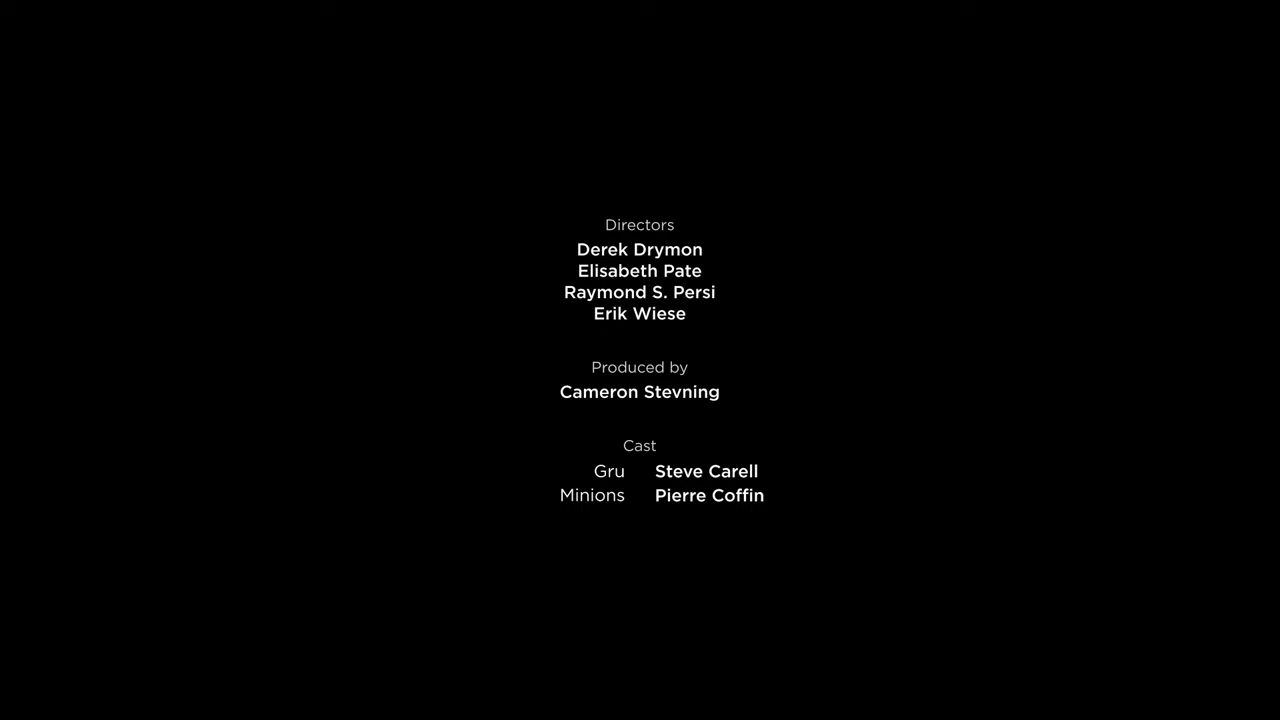 Directors
Derek Drymon
Elisabeth Pate
Raymond S. Persi
Erik Wiese
Produced by
Cameron Stevning
Cast
Gru Steve Carell
Minions Pierre Coffin